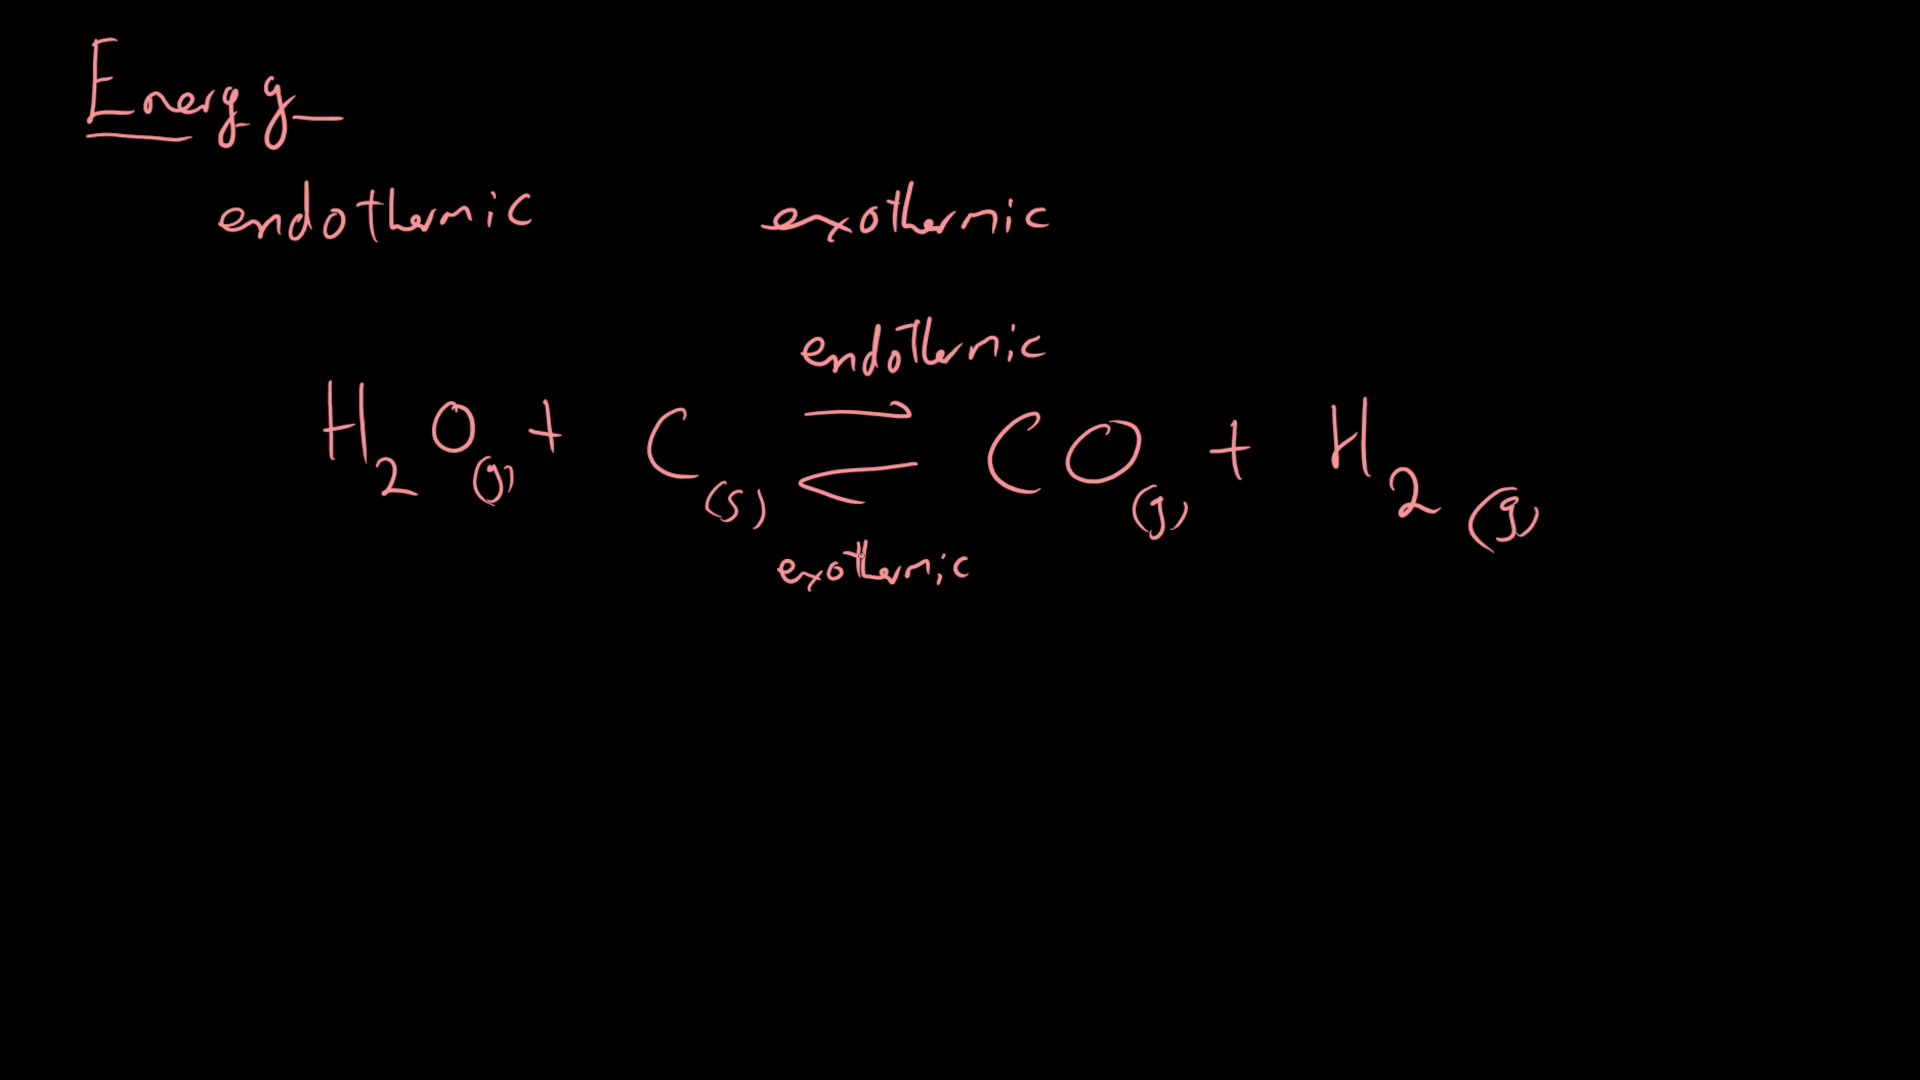 Energy
endothermic exothermic
endothermic
H₂O(g) + C(s) ⇌ CO(g) + H₂(g)
exothermic